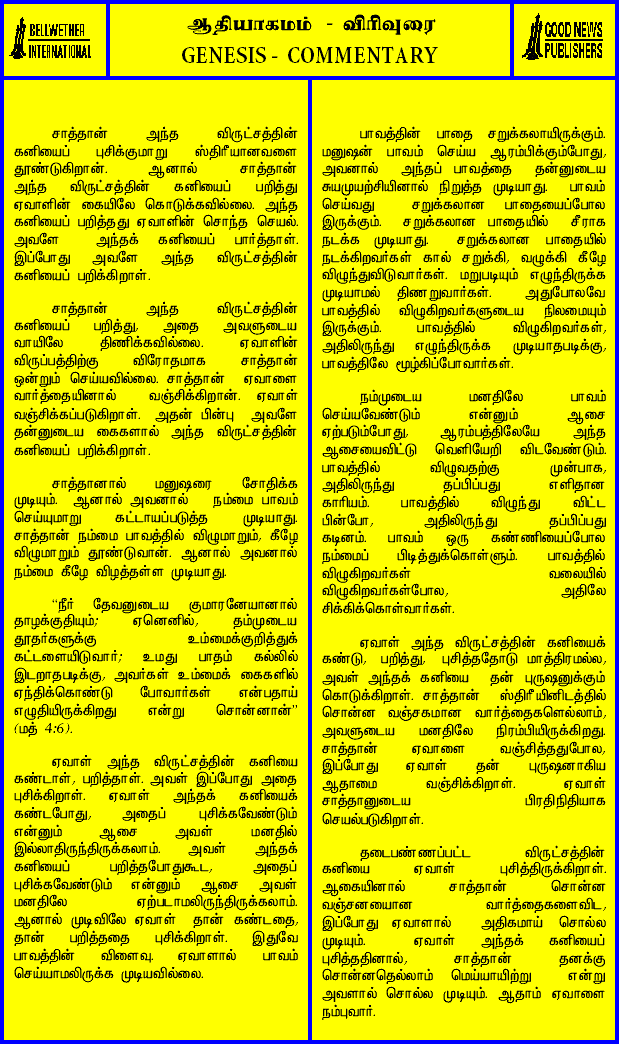 BELLWETHER
INTERNATIONAL
ஆதியாகமம் - விரிவுரை
GENESIS - COMMENTARY
GOOD NEWS
PUBLISHERS
சாத்தான் அந்த விருட்சத்தின்
கனியைப் புசிக்குமாறு ஸ்திரீயானவளை
தூண்டுகிறான். ஆனால் சாத்தான்
அந்த விருட்சத்தின் கனியைப் பறித்து
ஏவாளின் கையிலே கொடுக்கவில்லை. அந்த
கனியைப் பறித்தது ஏவாளின் சொந்த செயல்.
அவளே அந்தக் கனியைப் பார்த்தாள்.
இப்போது அவளே அந்த விருட்சத்தின்
கனியைப் பறிக்கிறாள்.
சாத்தான் அந்த விருட்சத்தின்
கனியைப் பறித்து, அதை அவளுடைய
வாயிலே திணிக்கவில்லை. ஏவாளின்
விருப்பத்திற்கு விரோதமாக சாத்தான்
ஒன்றும் செய்யவில்லை. சாத்தான் ஏவாளை
வார்த்தையினால் வஞ்சிக்கிறான். ஏவாள்
வஞ்சிக்கப்படுகிறாள். அதன் பின்பு அவளே
தன்னுடைய கைகளால் அந்த விருட்சத்தின்
கனியைப் பறிக்கிறாள்.
சாத்தானால் மனுஷரை சோதிக்க
முடியும். ஆனால் அவனால் நம்மை பாவம்
செய்யுமாறு கட்டாயப்படுத்த முடியாது.
சாத்தான் நம்மை பாவத்தில் விழுமாறும், கீழே
விழுமாறும் தூண்டுவான். ஆனால் அவனால்
நம்மை கீழே விழத்தள்ள முடியாது.
“நீர் தேவனுடைய குமாரனேயானால்
தாழக்குதியும்; ஏனெனில், தம்முடைய
தூதர்களுக்கு உம்மைக்குறித்துக்
கட்டளையிடுவார்; உமது பாதம் கல்லில்
இடறாதபடிக்கு, அவர்கள் உம்மைக் கைகளில்
ஏந்திக்கொண்டு போவார்கள் என்பதாய்
எழுதியிருக்கிறது என்று சொன்னான்”
(மத் 4:6).
ஏவாள் அந்த விருட்சத்தின் கனியை
கண்டாள், பறித்தாள். அவள் இப்போது அதை
புசிக்கிறாள். ஏவாள் அந்தக் கனியைக்
கண்டபோது, அதைப் புசிக்கவேண்டும்
என்னும் ஆசை அவள் மனதில்
இல்லாதிருந்திருக்கலாம். அவள் அந்தக்
கனியைப் பறித்தபோதுகூட, அதைப்
புசிக்கவேண்டும் என்னும் ஆசை அவள்
மனதிலே ஏற்படாமலிருந்திருக்கலாம்.
ஆனால் முடிவிலே ஏவாள் தான் கண்டதை,
தான் பறித்ததை புசிக்கிறாள். இதுவே
பாவத்தின் விளைவு. ஏவாளால் பாவம்
செய்யாமலிருக்க முடியவில்லை.
பாவத்தின் பாதை சறுக்கலாயிருக்கும்.
மனுஷன் பாவம் செய்ய ஆரம்பிக்கும்போது,
அவனால் அந்தப் பாவத்தை தன்னுடைய
சுயமுயற்சியினால் நிறுத்த முடியாது. பாவம்
செய்வது சறுக்கலான பாதையைப்போல
இருக்கும். சறுக்கலான பாதையில் சீராக
நடக்க முடியாது. சறுக்கலான பாதையில்
நடக்கிறவர்கள் கால் சறுக்கி, வழுக்கி கீழே
விழுந்துவிடுவார்கள். மறுபடியும் எழுந்திருக்க
முடியாமல் திணறுவார்கள். அதுபோலவே
பாவத்தில் விழுகிறவர்களுடைய நிலமையும்
இருக்கும். பாவத்தில் விழுகிறவர்கள்,
அதிலிருந்து எழுந்திருக்க முடியாதபடிக்கு,
பாவத்திலே மூழ்கிப்போவார்கள்.
நம்முடைய மனதிலே பாவம்
செய்யவேண்டும் என்னும் ஆசை
ஏற்படும்போது, ஆரம்பத்திலேயே அந்த
ஆசையைவிட்டு வெளியேறி விடவேண்டும்.
பாவத்தில் விழுவதற்கு முன்பாக,
அதிலிருந்து தப்பிப்பது எளிதான
காரியம். பாவத்தில் விழுந்து விட்ட
பின்போ, அதிலிருந்து தப்பிப்பது
கடினம். பாவம் ஒரு கண்ணியைப்போல
நம்மைப் பிடித்துக்கொள்ளும். பாவத்தில்
விழுகிறவர்கள் வலையில்
விழுகிறவர்கள்போல, அதிலே
சிக்கிக்கொள்வார்கள்.
ஏவாள் அந்த விருட்சத்தின் கனியைக்
கண்டு, பறித்து, புசித்ததோடு மாத்திரமல்ல,
அவள் அந்தக் கனியை தன் புருஷனுக்கும்
கொடுக்கிறாள். சாத்தான் ஸ்திரீயினிடத்தில்
சொன்ன வஞ்சகமான வார்த்தைகளெல்லாம்,
அவளுடைய மனதிலே நிரம்பியிருக்கிறது.
சாத்தான் ஏவாளை வஞ்சித்ததுபோல,
இப்போது ஏவாள் தன் புருஷனாகிய
ஆதாமை வஞ்சிக்கிறாள். ஏவாள்
சாத்தானுடைய பிரதிநிதியாக
செயல்படுகிறாள்.
தடைபண்ணப்பட்ட விருட்சத்தின்
கனியை ஏவாள் புசித்திருக்கிறாள்.
ஆகையினால் சாத்தான் சொன்ன
வஞ்சனையான வார்த்தைகளைவிட,
இப்போது ஏவாளால் அதிகமாய் சொல்ல
முடியும். ஏவாள் அந்தக் கனியைப்
புசித்ததினால், சாத்தான் தனக்கு
சொன்னதெல்லாம் மெய்யாயிற்று என்று
அவளால் சொல்ல முடியும். ஆதாம் ஏவாளை
நம்புவார்.